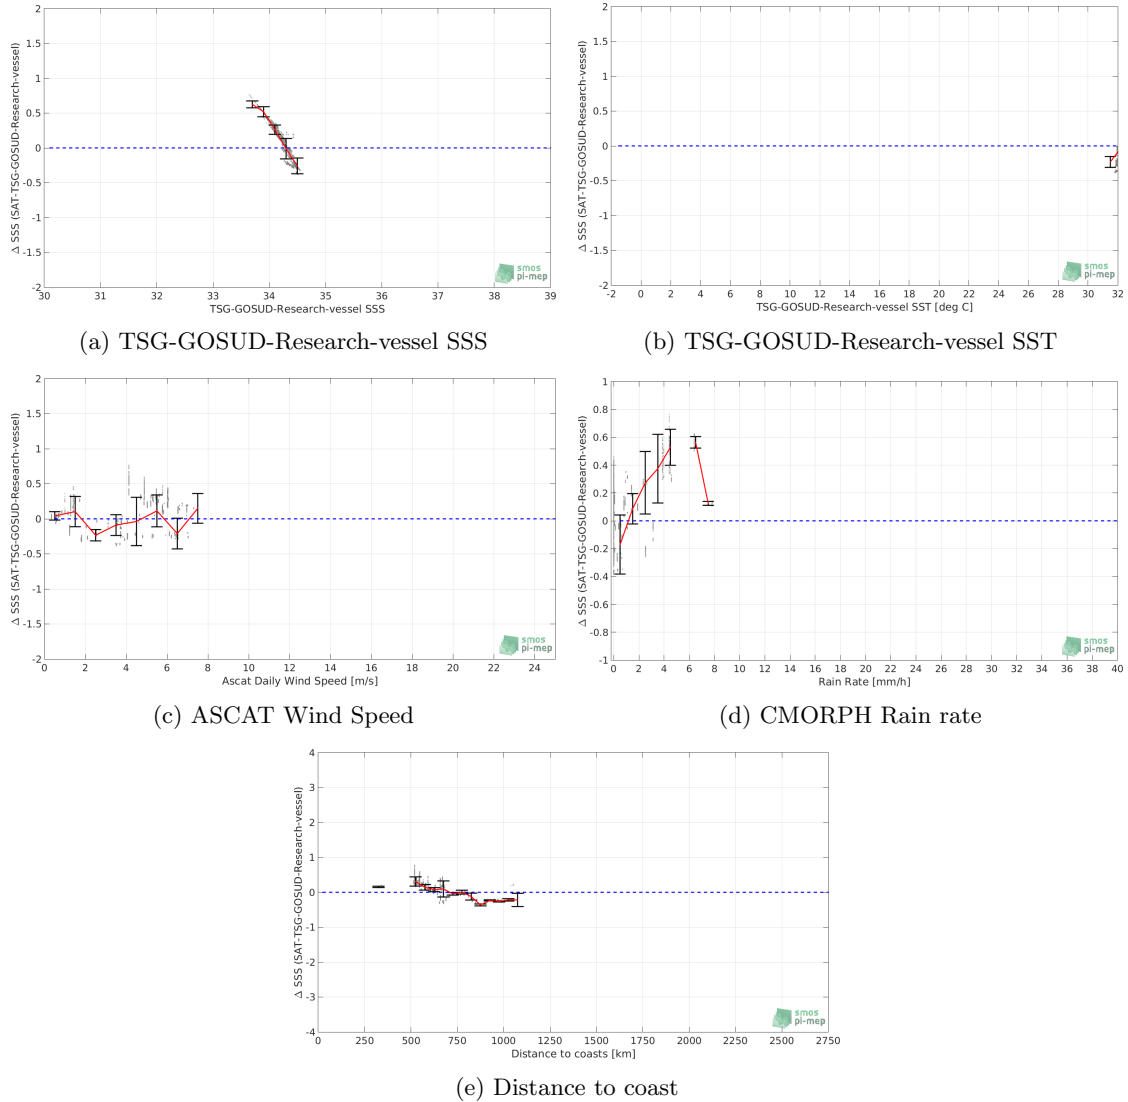 2
1.5
1
0.5
0
-0.5
-1
-1.5
-2
Δ SSS (SAT-TSG-GOSUD-Research-vessel)
30 31 32 33 34 35 36 37 38 39
TSG-GOSUD-Research-vessel SSS
smos
pi-mep
(a) TSG-GOSUD-Research-vessel SSS
2
1.5
1
0.5
0
-0.5
-1
-1.5
-2
Δ SSS (SAT-TSG-GOSUD-Research-vessel)
-2 0 2 4 6 8 10 12 14 16 18 20 22 24 26 28 30 32
TSG-GOSUD-Research-vessel SST [deg C]
smos
pi-mep
(b) TSG-GOSUD-Research-vessel SST
2
1.5
1
0.5
0
-0.5
-1
-1.5
-2
Δ SSS (SAT-TSG-GOSUD-Research-vessel)
0 2 4 6 8 10 12 14 16 18 20 22 24
Ascat Daily Wind Speed [m/s]
smos
pi-mep
(c) ASCAT Wind Speed
1
0.8
0.6
0.4
0.2
0
-0.2
-0.4
-0.6
-0.8
-1
Δ SSS (SAT-TSG-GOSUD-Research-vessel)
0 2 4 6 8 10 12 14 16 18 20 22 24 26 28 30 32 34 36 38 40
Rain Rate [mm/h]
smos
pi-mep
(d) CMORPH Rain rate
4
3
2
1
0
-1
-2
-3
-4
Δ SSS (SAT-TSG-GOSUD-Research-vessel)
0 250 500 750 1000 1250 1500 1750 2000 2250 2500 2750
Distance to coasts [km]
smos
pi-mep
(e) Distance to coast